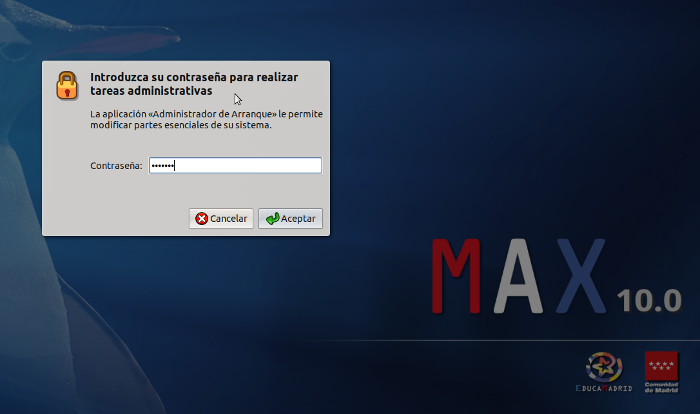 Introduzca su contraseña para realizar
tareas administrativas
La aplicación «Administrador de Arranque» le permite
modificar partes esenciales de su sistema.
Contraseña: •••••••
Cancelar Aceptar
MAX 10.0
EDUCAMADRID
Comunidad
de Madrid